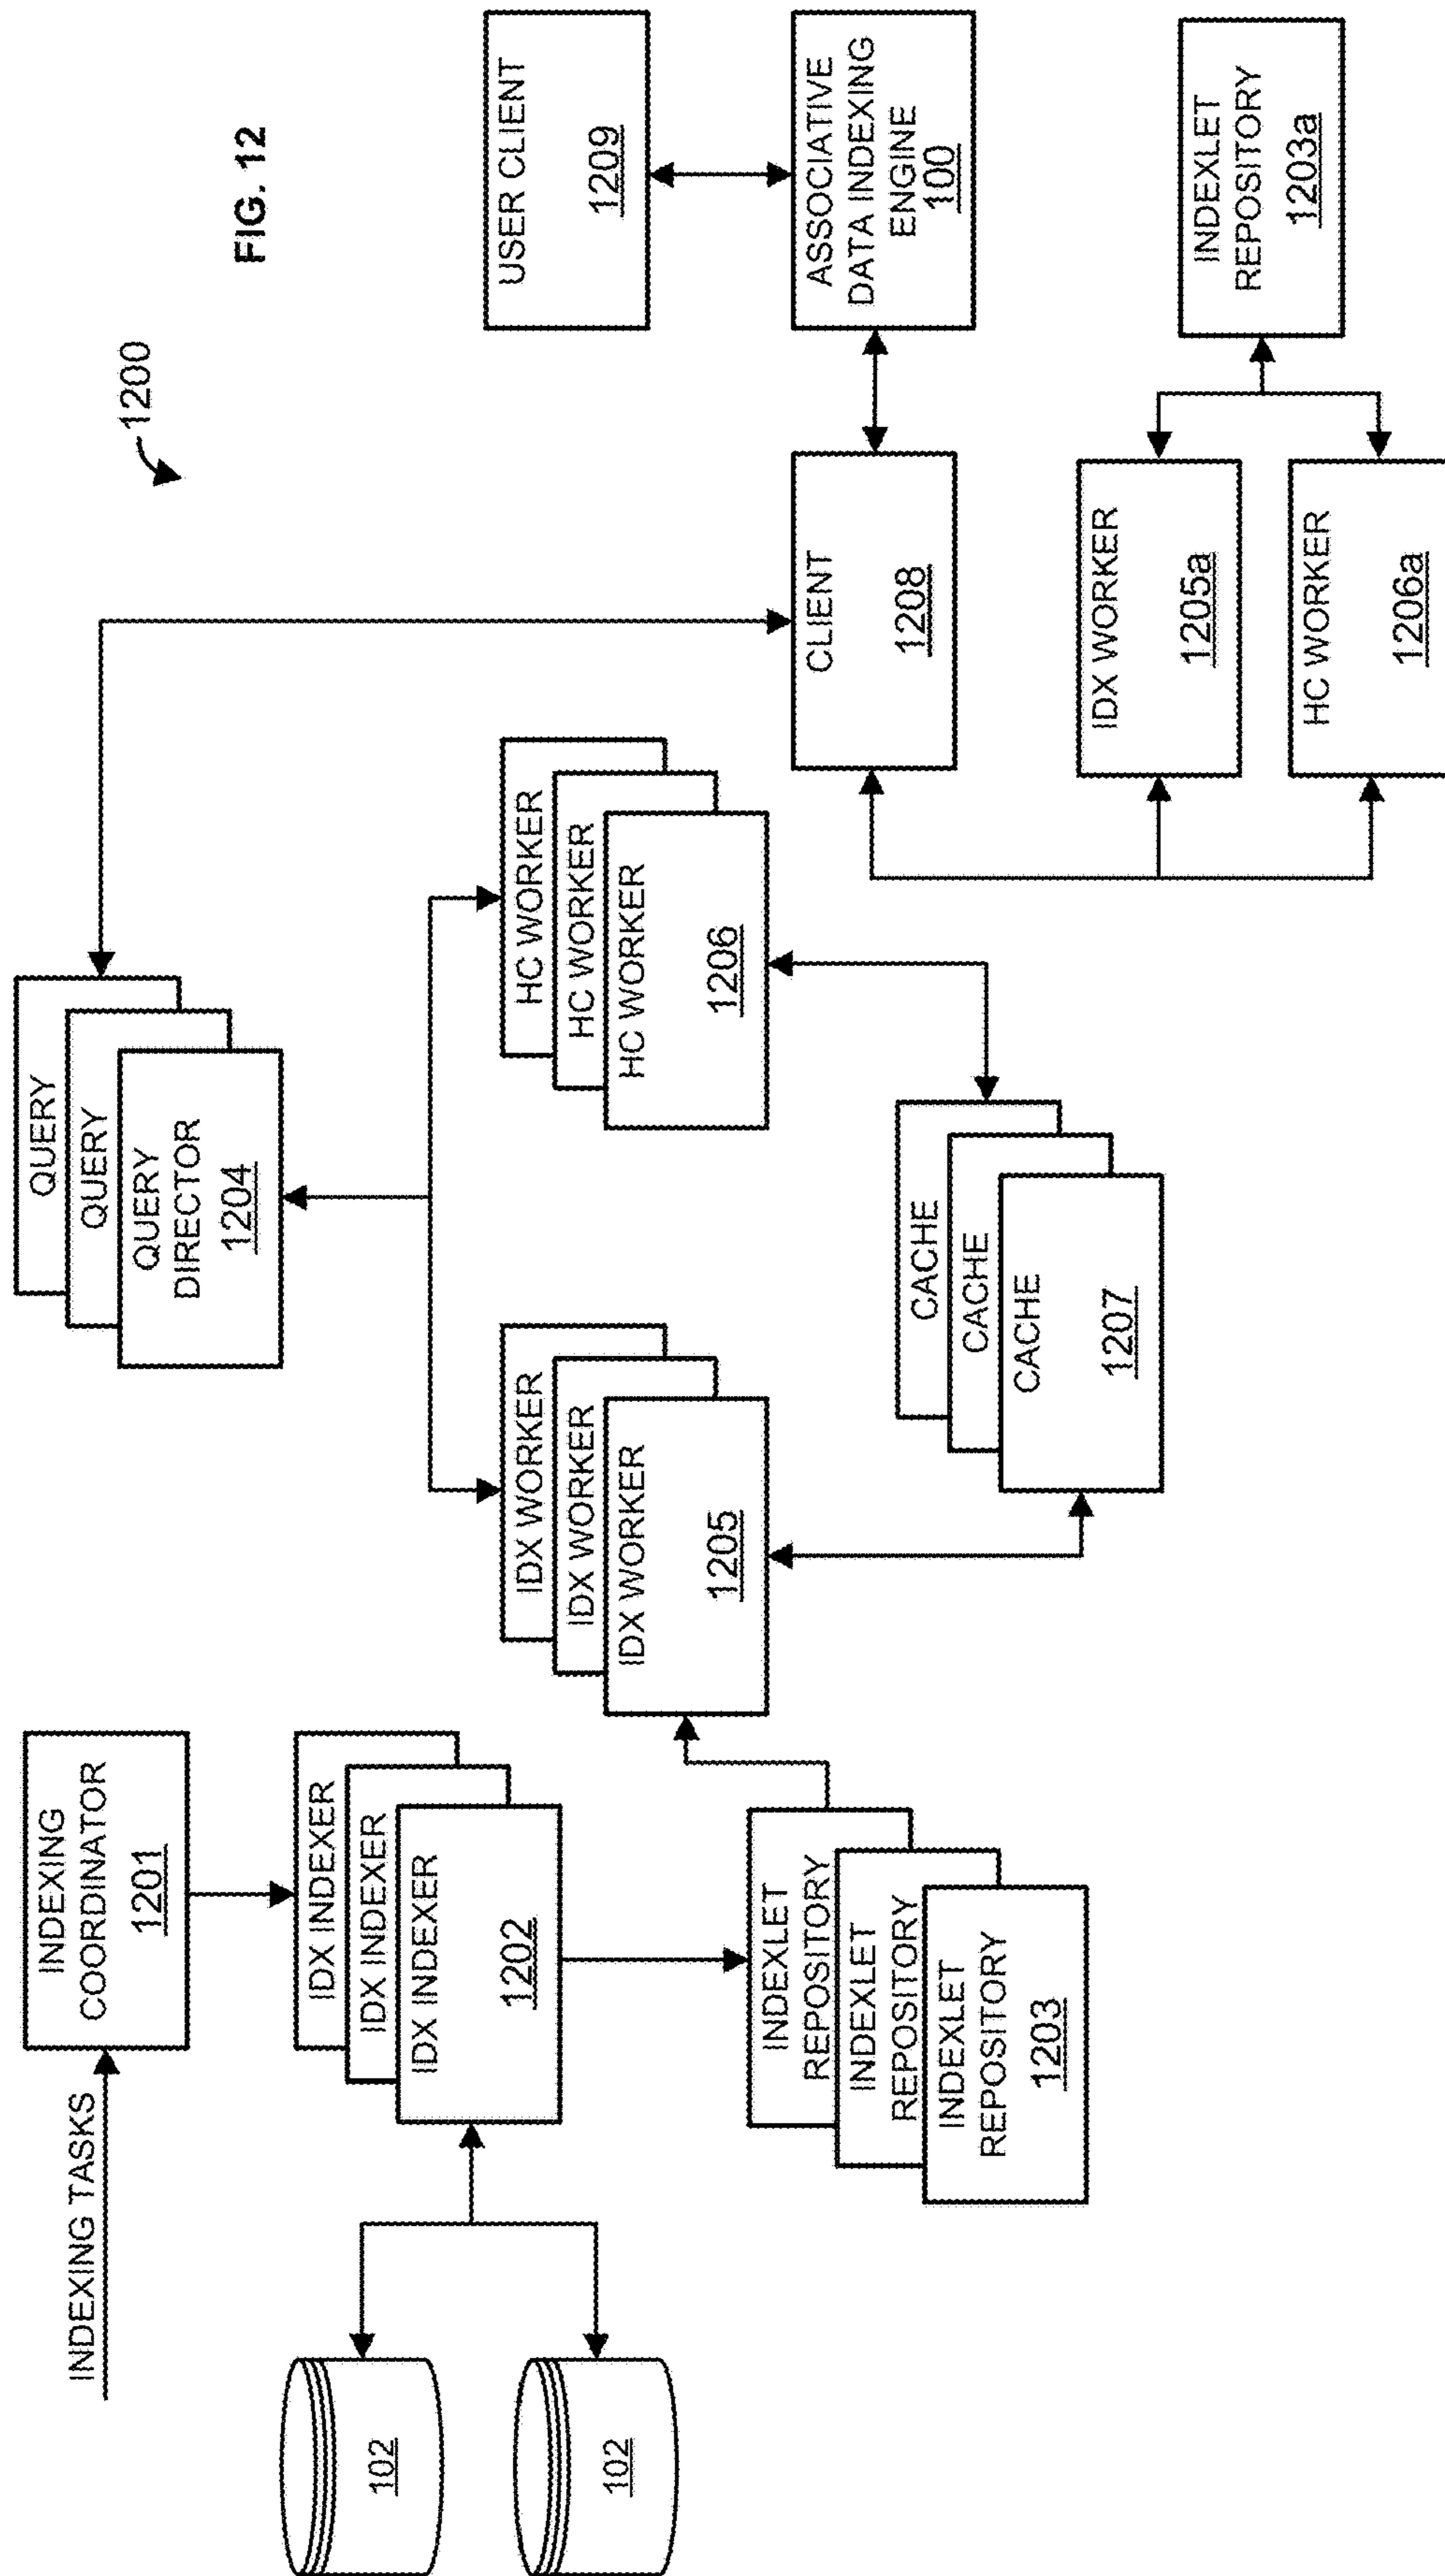 INDEXING TASKS
INDEXING
COORDINATOR
1201
IDX INDEXER
IDX INDEXER
IDX INDEXER
1202
102
102
INDEXLET
REPOSITORY
INDEXLET
REPOSITORY
INDEXLET
REPOSITORY
1203
QUERY
QUERY
QUERY
DIRECTOR
1204
IDX WORKER
IDX WORKER
IDX WORKER
1205
HC WORKER
HC WORKER
HC WORKER
1206
CACHE
CACHE
CACHE
1207
1200
FIG. 12
CLIENT
1208
USER CLIENT
1209
ASSOCIATIVE
DATA INDEXING
ENGINE
100
IDX WORKER
1205a
HC WORKER
1206a
INDEXLET
REPOSITORY
1203a